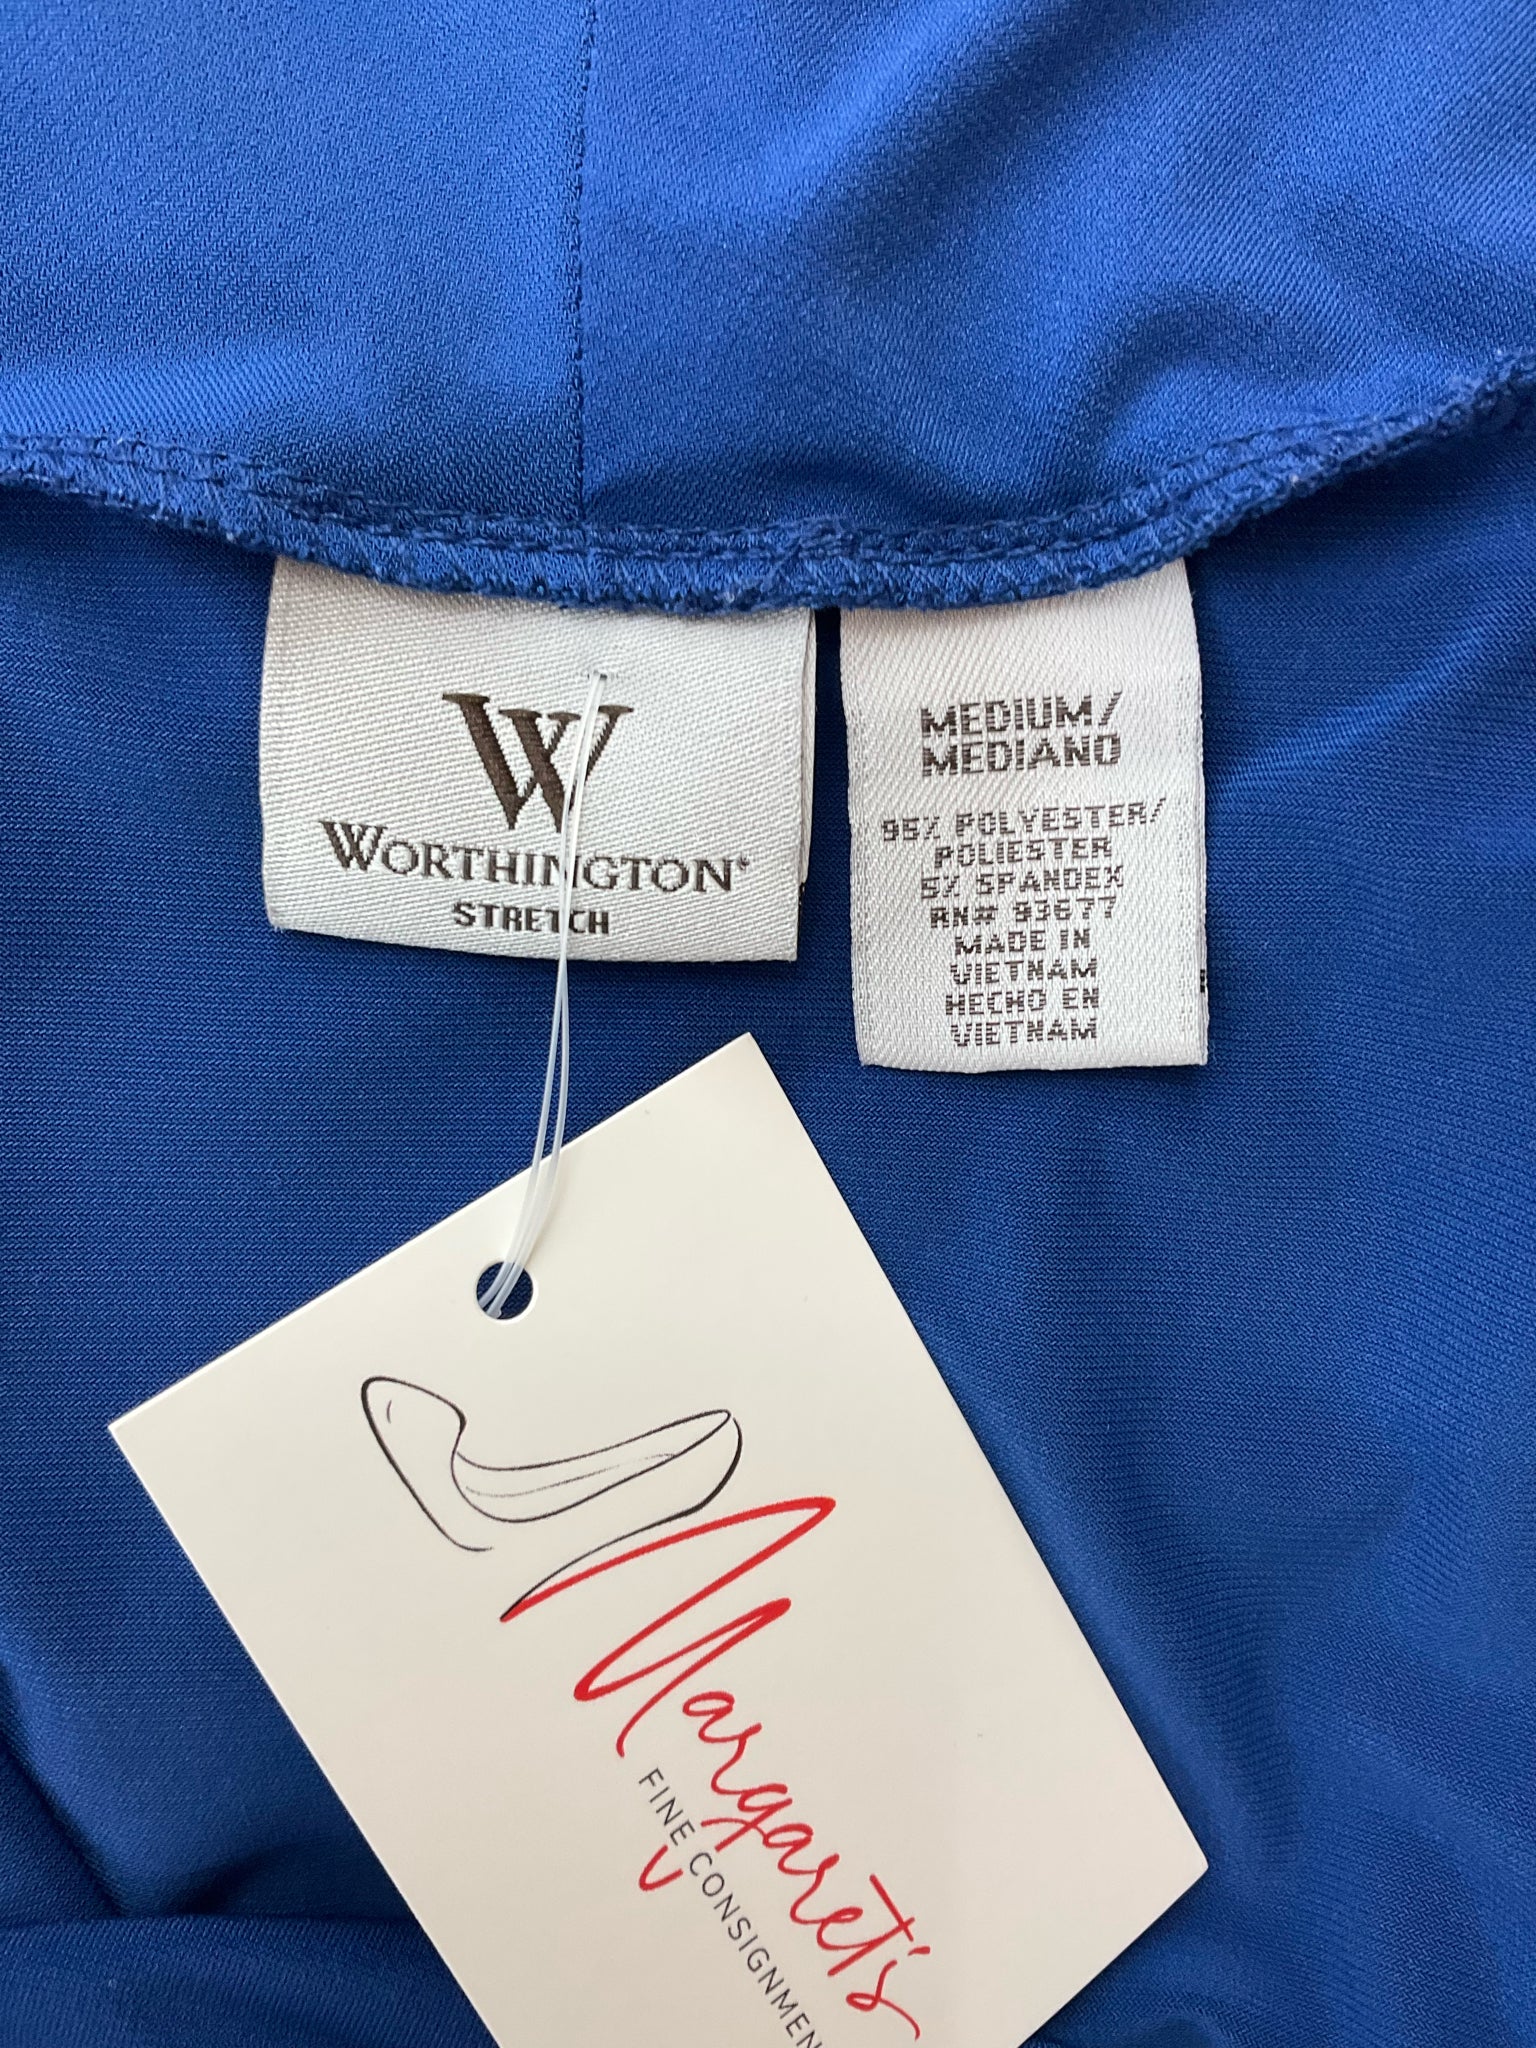 W
WORTHINGTON®
STRETCH
MEDIUM/
MEDIANO
95% POLYESTER/
POLIESTER
5% SPANDEX
RN# 93677
MADE IN
VIETNAM
HECHO EN
VIETNAM
Margaret's
FINE CONSIGNMEN